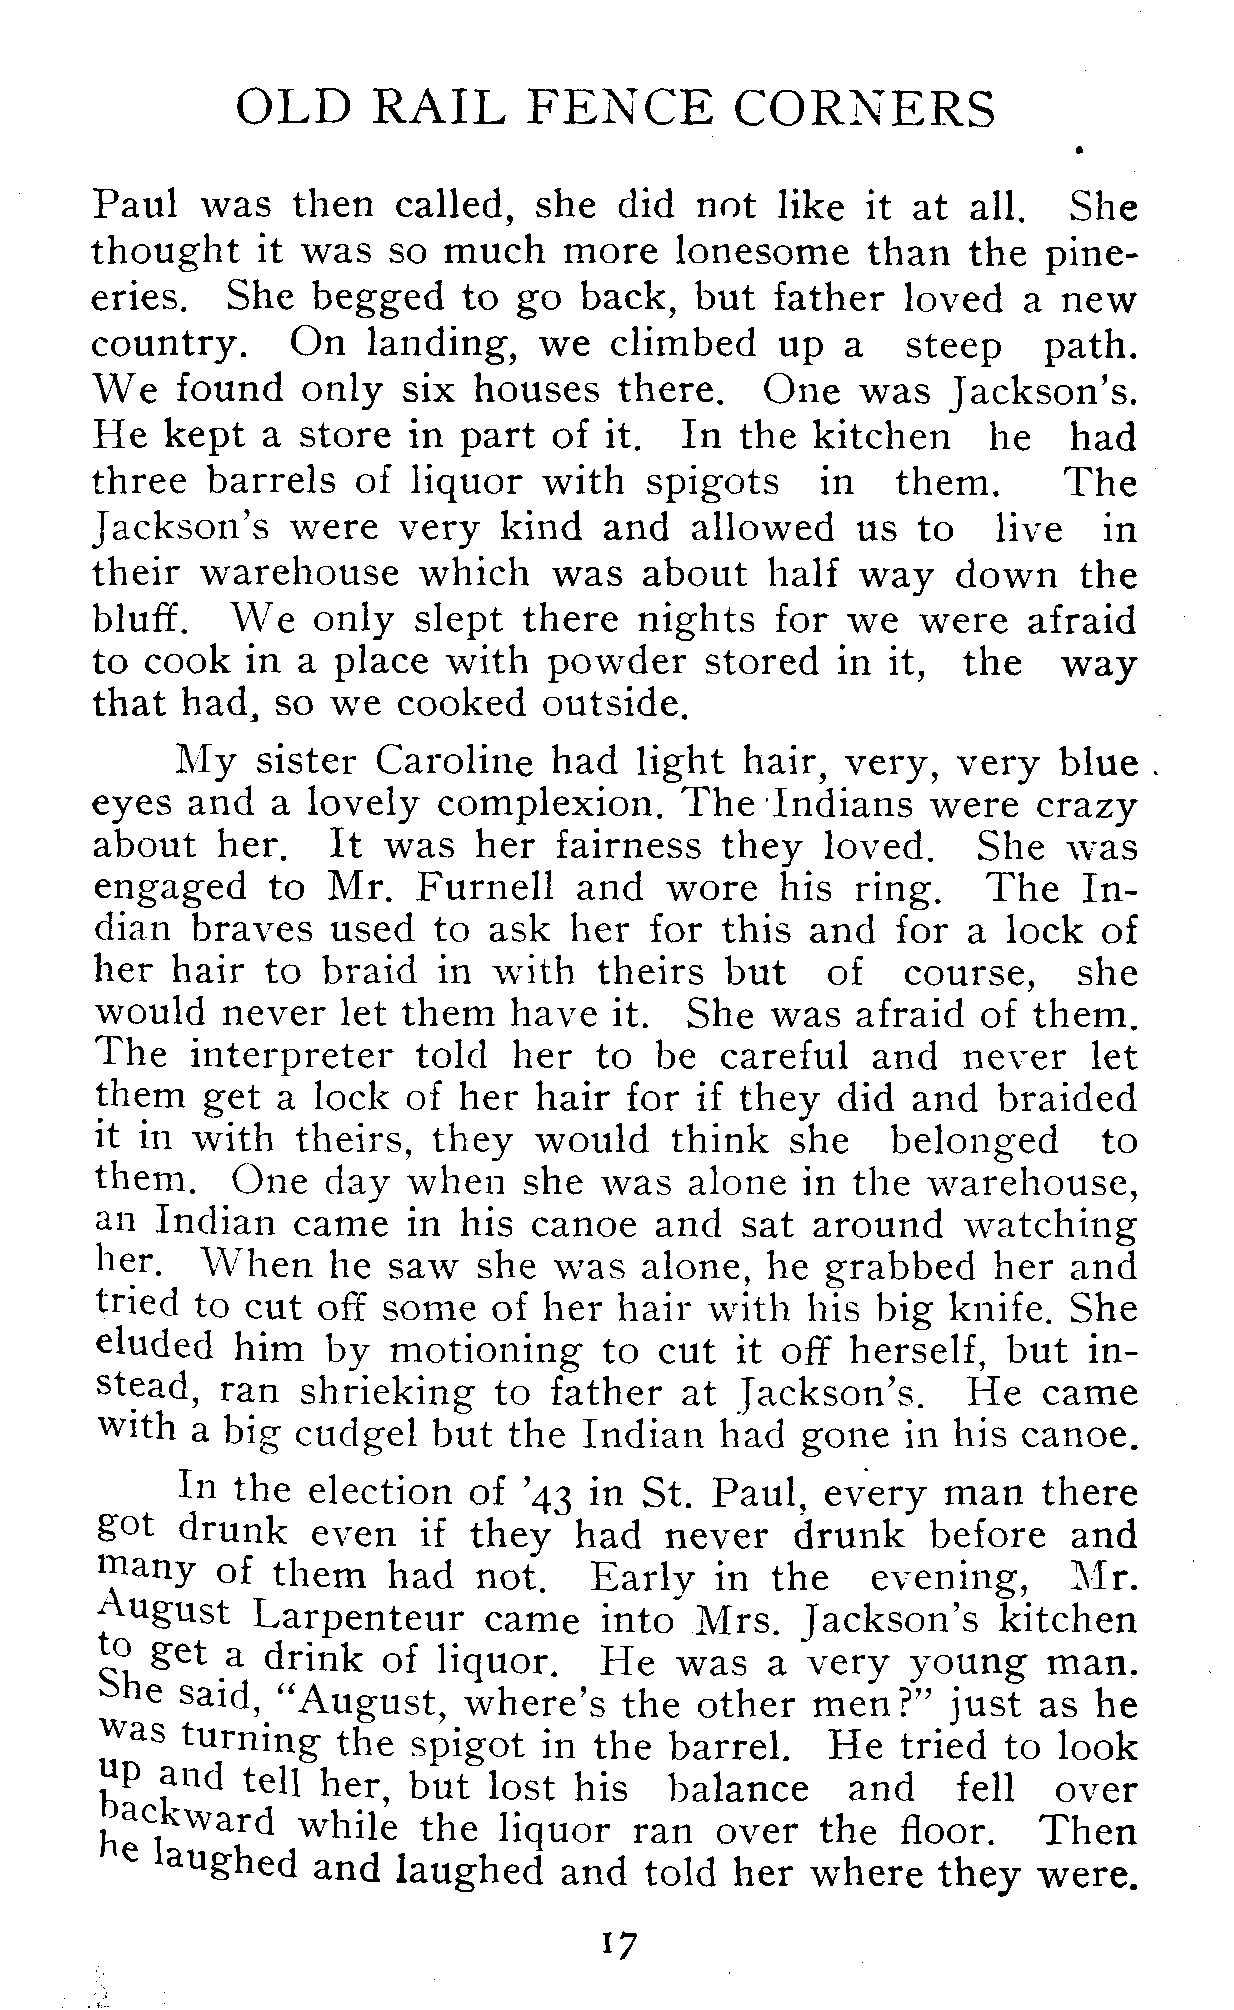 OLD RAIL FENCE CORNERS
Paul was then called, she did not like it at all. She
thought it was so much more lonesome than the pine-
eries. She begged to go back, but father loved a new
country. On landing, we climbed up a steep path.
We found only six houses there. One was Jackson's.
He kept a store in part of it. In the kitchen he had
three barrels of liquor with spigots in them. The
Jackson's were very kind and allowed us to live in
their warehouse which was about half way down the
bluff. We only slept there nights for we were afraid
to cook in a place with powder stored in it, the way
that had, so we cooked outside.
My sister Caroline had light hair, very, very blue
eyes and a lovely complexion. The Indians were crazy
about her. It was her fairness they loved. She was
engaged to Mr. Furnell and wore his ring. The In-
dian braves used to ask her for this and for a lock of
her hair to braid in with theirs but of course, she
would never let them have it. She was afraid of them.
The interpreter told her to be careful and never let
them get a lock of her hair for if they did and braided
it in with theirs, they would think she belonged to
them. One day when she was alone in the warehouse,
an Indian came in his canoe and sat around watching
her. When he saw she was alone, he grabbed her and
tried to cut off some of her hair with his big knife. She
eluded him by motioning to cut it off herself, but in-
stead, ran shrieking to father at Jackson's. He came
with a big cudgel but the Indian had gone in his canoe.
In the election of '43 in St. Paul, every man there
got drunk even if they had never drunk before and
many of them had not. Early in the evening, Mr.
August Larpenteur came into Mrs. Jackson's kitchen
to get a drink of liquor. He was a very young man.
She said, "August, where's the other men?" just as he
was turning the spigot in the barrel. He tried to look
up and tell her, but lost his balance and fell over
backward while the liquor ran over the floor. Then
he laughed and laughed and told her where they were.
17